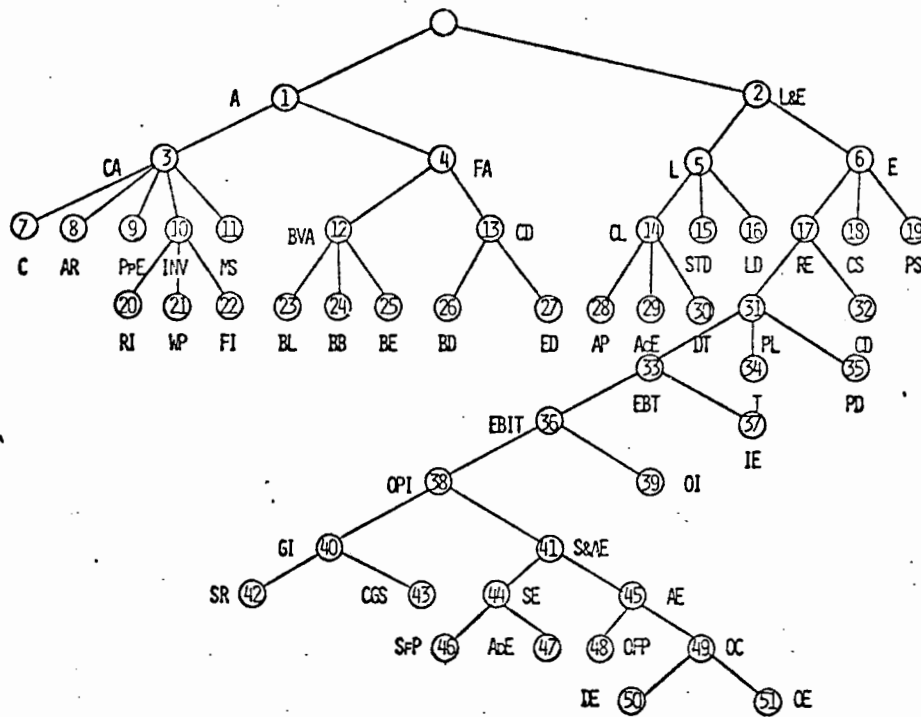 A 1 2 L&E
CA 3 4 FA L 5 6 E
7 8 9 10 11 BVA 12 13 CD CL 14 15 16 17 18 19
C AR PpE INV MS STD LD RE CS PS
20 21 22 23 24 25 26 27 28 29 30 31 32
RI WP FI BL BB BE BD ED AP AcE DT PL CD
33 34 35
EBT T PD
EBIT 36 37
IE
OPI 38 39 OI
GI 40 41 S&AE
SR 42 CGS 43 44 SE 45 AE
SFP 46 ADE 47 48 OFP 49 OC
DE 50 51 OE